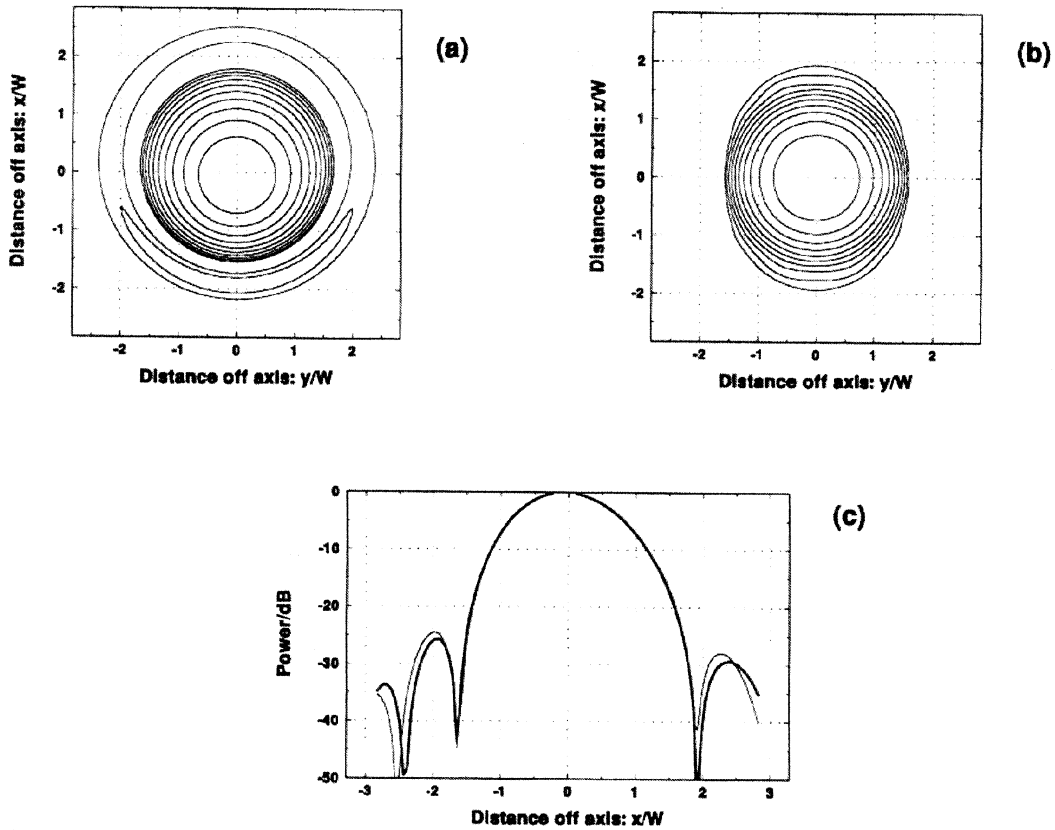 (a)
Distance off axis: x/W
2
1
0
-1
-2
-2 -1 0 1 2
Distance off axis: y/W
(b)
Distance off axis: x/W
2
1
0
-1
-2
-2 -1 0 1 2
Distance off axis: y/W
(c)
Power/dB
0
-10
-20
-30
-40
-50
-3 -2 -1 0 1 2 3
Distance off axis: x/W